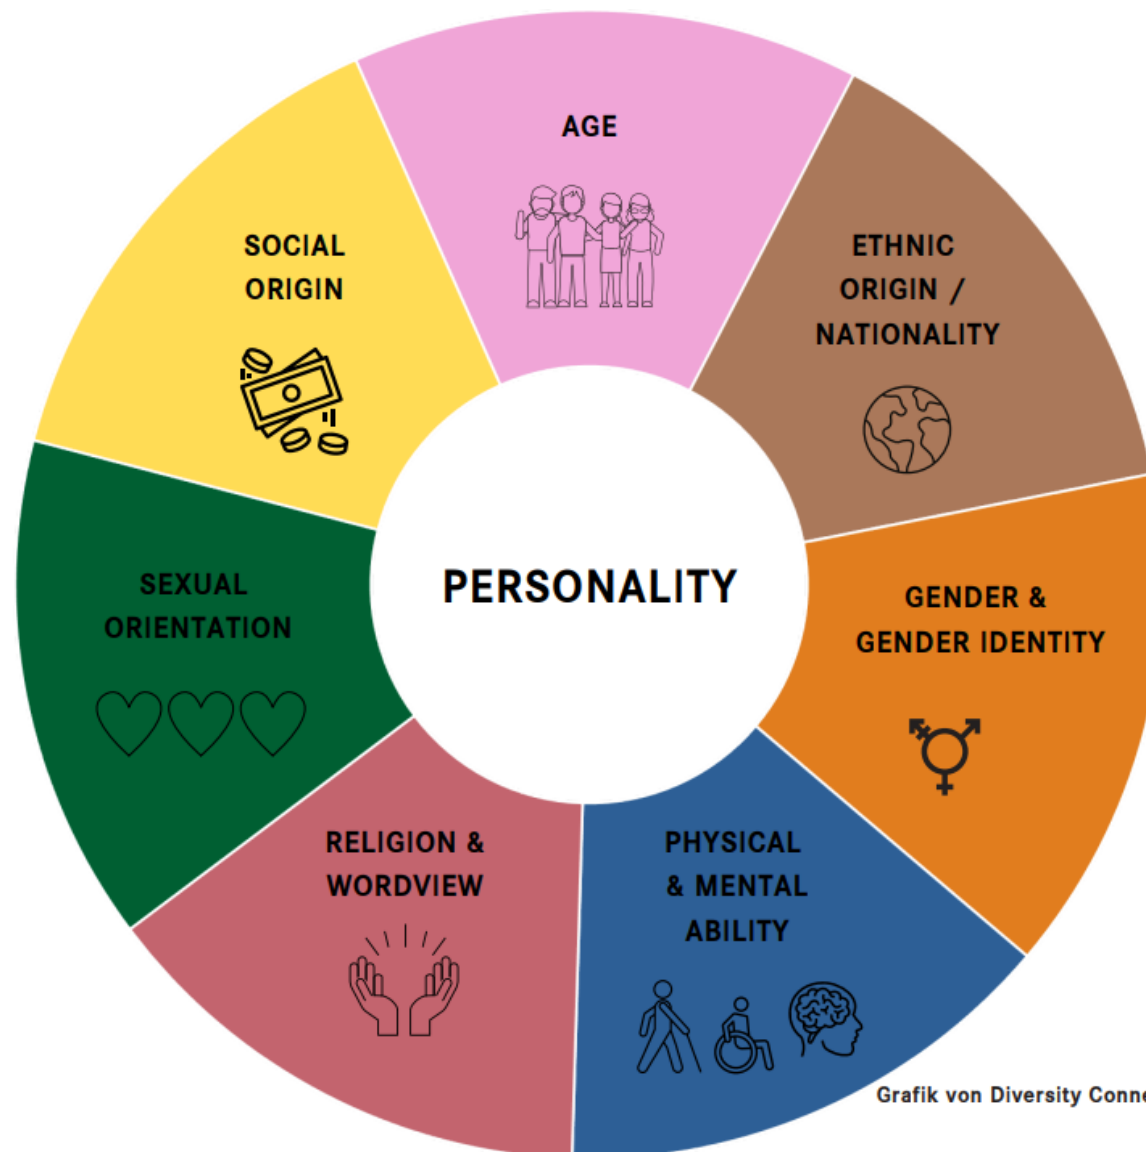 AGE
SOCIAL
ORIGIN
ETHNIC
ORIGIN /
NATIONALITY
PERSONALITY
SEXUAL
ORIENTATION
GENDER &
GENDER IDENTITY
RELIGION &
WORDVIEW
PHYSICAL
& MENTAL
ABILITY
Grafik von Diversity Conne